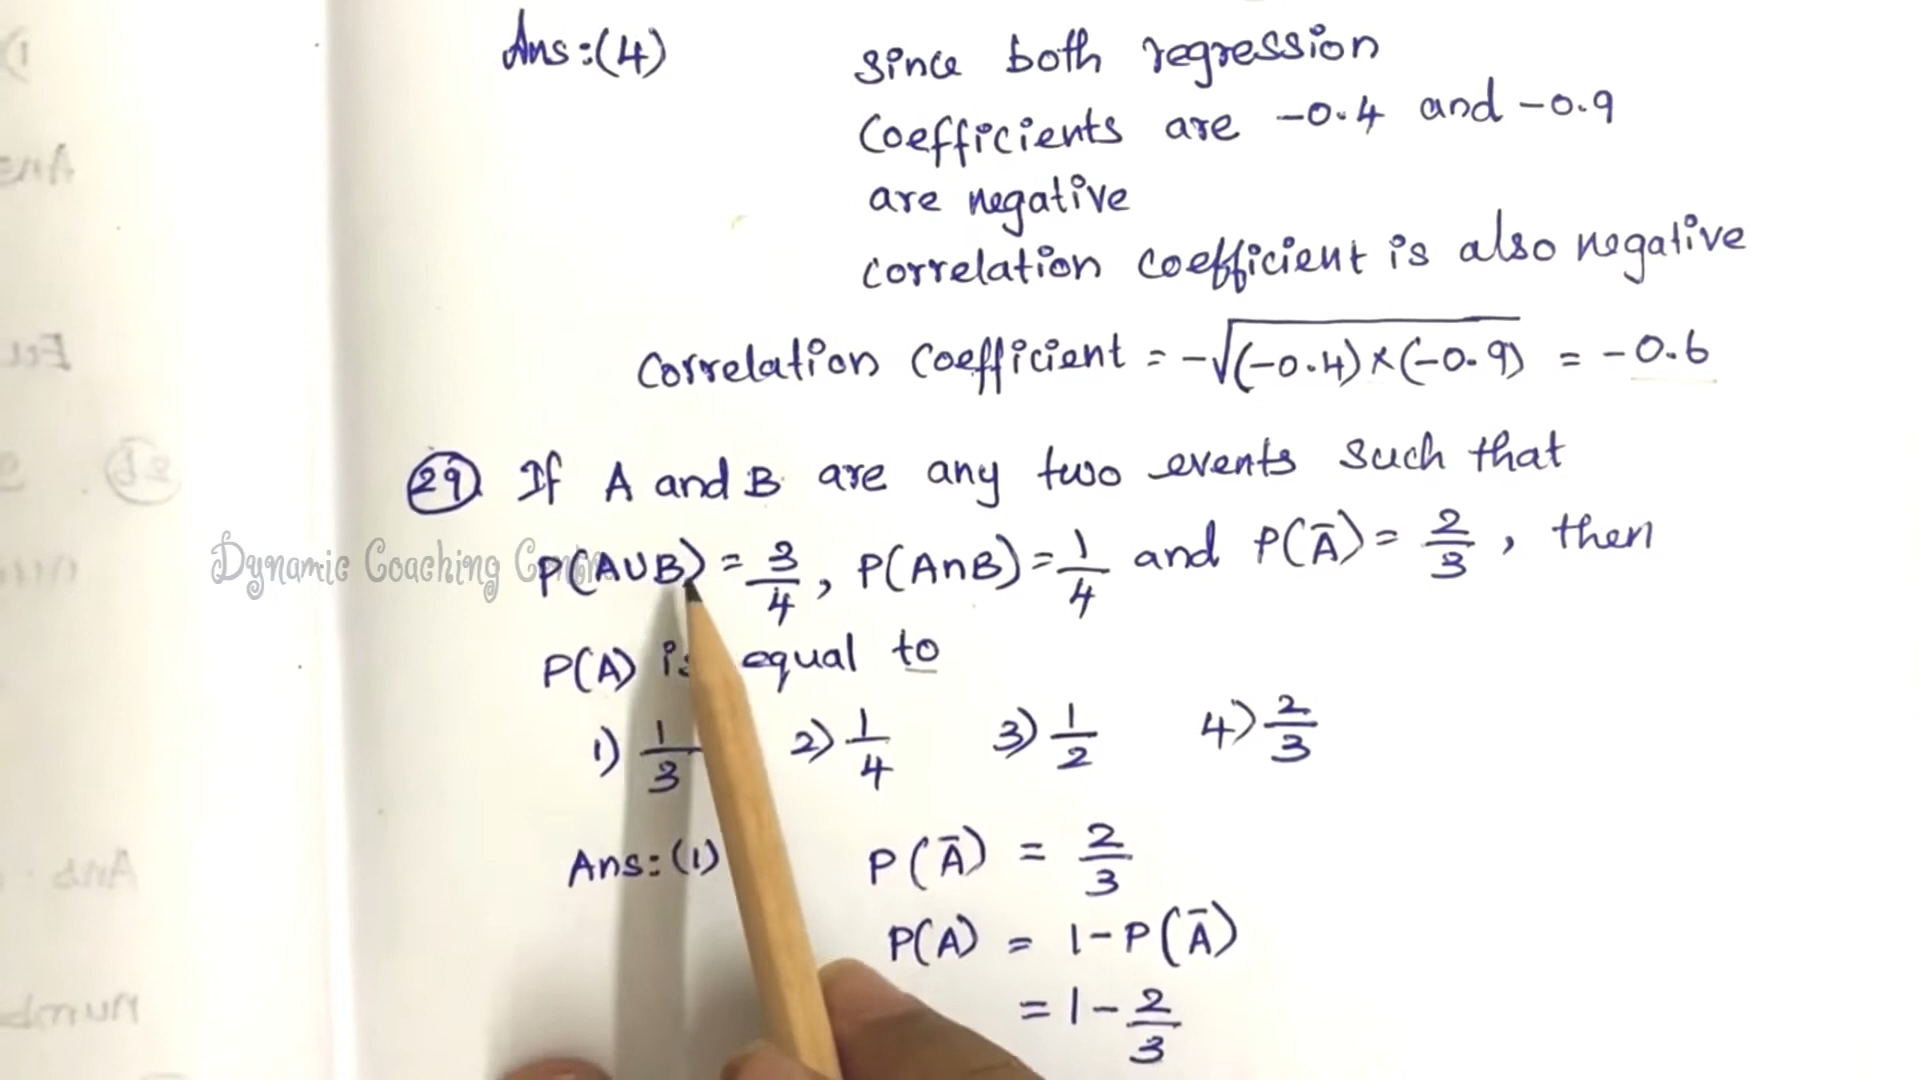 Ans:(4)
since both regression
coefficients are -0.4 and -0.9
are negative
correlation coefficient is also negative
Correlation Coefficient = -√(-0.4)×(-0.9) = -0.6
29 If A and B are any two events such that
P(A∪B) = 3/4, P(A∩B) = 1/4 and P(Ā) = 2/3, then
Dynamic Coaching
P(A) is equal to
1) 1/3 2) 1/4 3) 1/2 4) 2/3
Ans:(1) P(Ā) = 2/3
P(A) = 1-P(Ā)
= 1 - 2/3